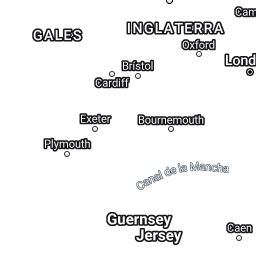 Cam
INGLATERRA
GALES
Oxford
Lond
Bristol
Cardiff
Exeter
Bournemouth
Plymouth
Canal de la Mancha
Guernsey
Jersey
Caen